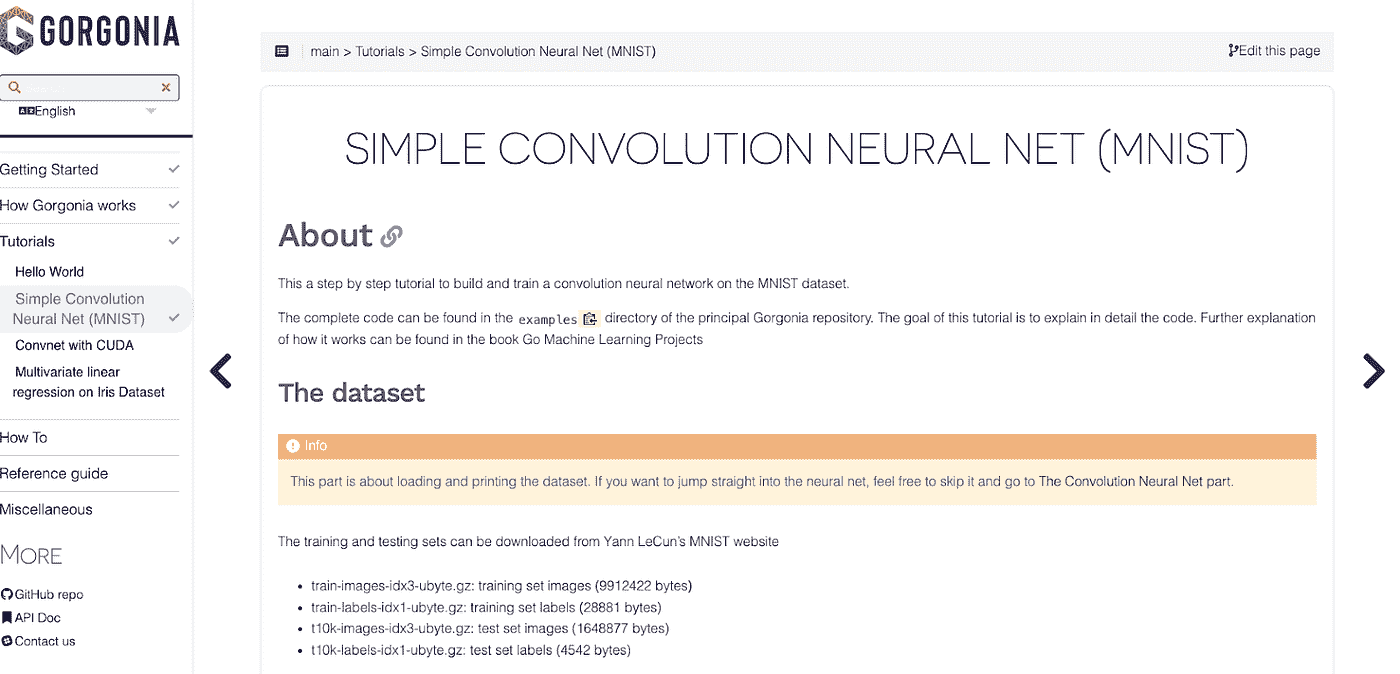 GORGONIA
English
Getting Started
How Gorgonia works
Tutorials
Hello World
Simple Convolution
Neural Net (MNIST)
Convnet with CUDA
Multivariate linear
regression on Iris Dataset
How To
Reference guide
Miscellaneous
MORE
GitHub repo
API Doc
Contact us
main > Tutorials > Simple Convolution Neural Net (MNIST)
Edit this page
SIMPLE CONVOLUTION NEURAL NET (MNIST)
About
This a step by step tutorial to build and train a convolution neural network on the MNIST dataset.
The complete code can be found in the examples directory of the principal Gorgonia repository. The goal of this tutorial is to explain in detail the code. Further explanation
of how it works can be found in the book Go Machine Learning Projects
The dataset
Info
This part is about loading and printing the dataset. If you want to jump straight into the neural net, feel free to skip it and go to The Convolution Neural Net part.
The training and testing sets can be downloaded from Yann LeCun's MNIST website
• train-images-idx3-ubyte.gz: training set images (9912422 bytes)
• train-labels-idx1-ubyte.gz: training set labels (28881 bytes)
• t10k-images-idx3-ubyte.gz: test set images (1648877 bytes)
• t10k-labels-idx1-ubyte.gz: test set labels (4542 bytes)